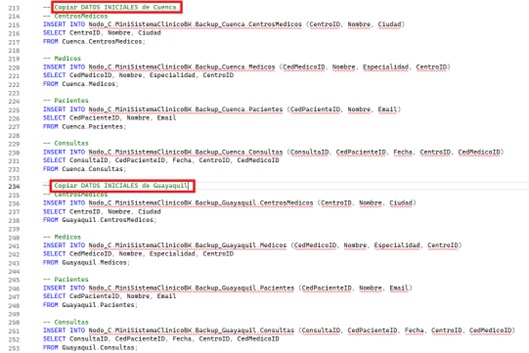 213 -- Copiar DATOS INICIALES de Cuenca
214 -- CentrosMedicos
215 INSERT INTO Nodo_C.MiniSistemaClinicoBK.Backup_Cuenca.CentrosMedicos (CentroID, Nombre, Ciudad)
216 SELECT CentroID, Nombre, Ciudad
217 FROM Cuenca.CentrosMedicos;
218
219 -- Medicos
220 INSERT INTO Nodo_C.MiniSistemaClinicoBK.Backup_Cuenca.Medicos (CedMedicoID, Nombre, Especialidad, CentroID)
221 SELECT CedMedicoID, Nombre, Especialidad, CentroID
222 FROM Cuenca.Medicos;
223
224 -- Pacientes
225 INSERT INTO Nodo_C.MiniSistemaClinicoBK.Backup_Cuenca.Pacientes (CedPacienteID, Nombre, Email)
226 SELECT CedPacienteID, Nombre, Email
227 FROM Cuenca.Pacientes;
228
229 -- Consultas
230 INSERT INTO Nodo_C.MiniSistemaClinicoBK.Backup_Cuenca.Consultas (ConsultaID, CedPacienteID, Fecha, CentroID, CedMedicoID)
231 SELECT ConsultaID, CedPacienteID, Fecha, CentroID, CedMedicoID
232 FROM Cuenca.Consultas;
233
234 -- Copiar DATOS INICIALES de Guayaquil
235 -- CentrosMedicos
236 INSERT INTO Nodo_C.MiniSistemaClinicoBK.Backup_Guayaquil.CentrosMedicos (CentroID, Nombre, Ciudad)
237 SELECT CentroID, Nombre, Ciudad
238 FROM Guayaquil.CentrosMedicos;
239
240 -- Medicos
241 INSERT INTO Nodo_C.MiniSistemaClinicoBK.Backup_Guayaquil.Medicos (CedMedicoID, Nombre, Especialidad, CentroID)
242 SELECT CedMedicoID, Nombre, Especialidad, CentroID
243 FROM Guayaquil.Medicos;
244
245 -- Pacientes
246 INSERT INTO Nodo_C.MiniSistemaClinicoBK.Backup_Guayaquil.Pacientes (CedPacienteID, Nombre, Email)
247 SELECT CedPacienteID, Nombre, Email
248 FROM Guayaquil.Pacientes;
249
250 -- Consultas
251 INSERT INTO Nodo_C.MiniSistemaClinicoBK.Backup_Guayaquil.Consultas (ConsultaID, CedPacienteID, Fecha, CentroID, CedMedicoID)
252 SELECT ConsultaID, CedPacienteID, Fecha, CentroID, CedMedicoID
253 FROM Guayaquil.Consultas;